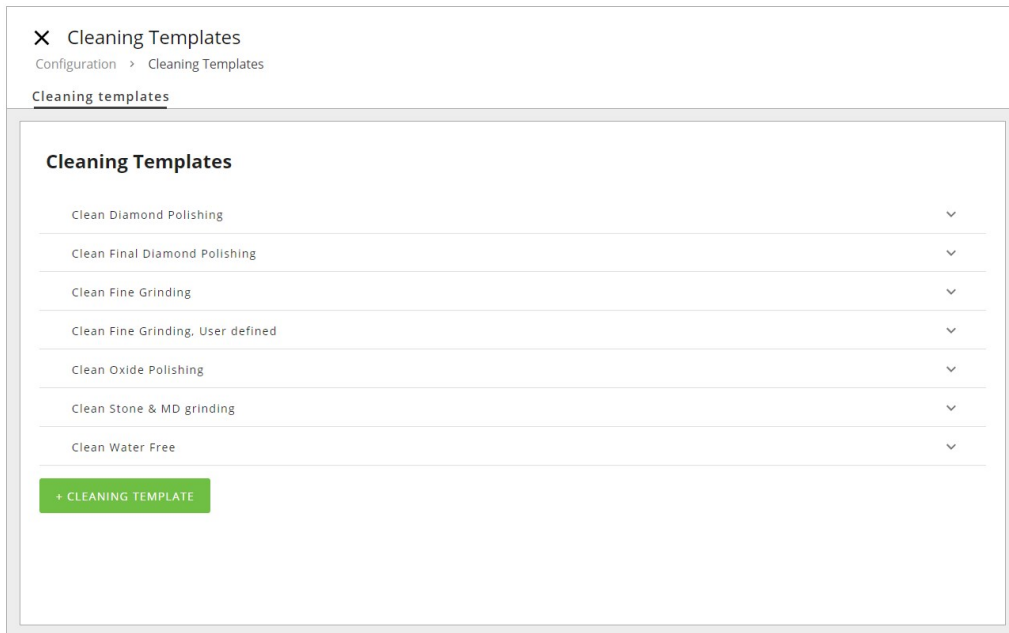 Cleaning Templates
Configuration > Cleaning Templates
Cleaning templates
Cleaning Templates
Clean Diamond Polishing
Clean Final Diamond Polishing
Clean Fine Grinding
Clean Fine Grinding, User defined
Clean Oxide Polishing
Clean Stone & MD grinding
Clean Water Free
+ CLEANING TEMPLATE